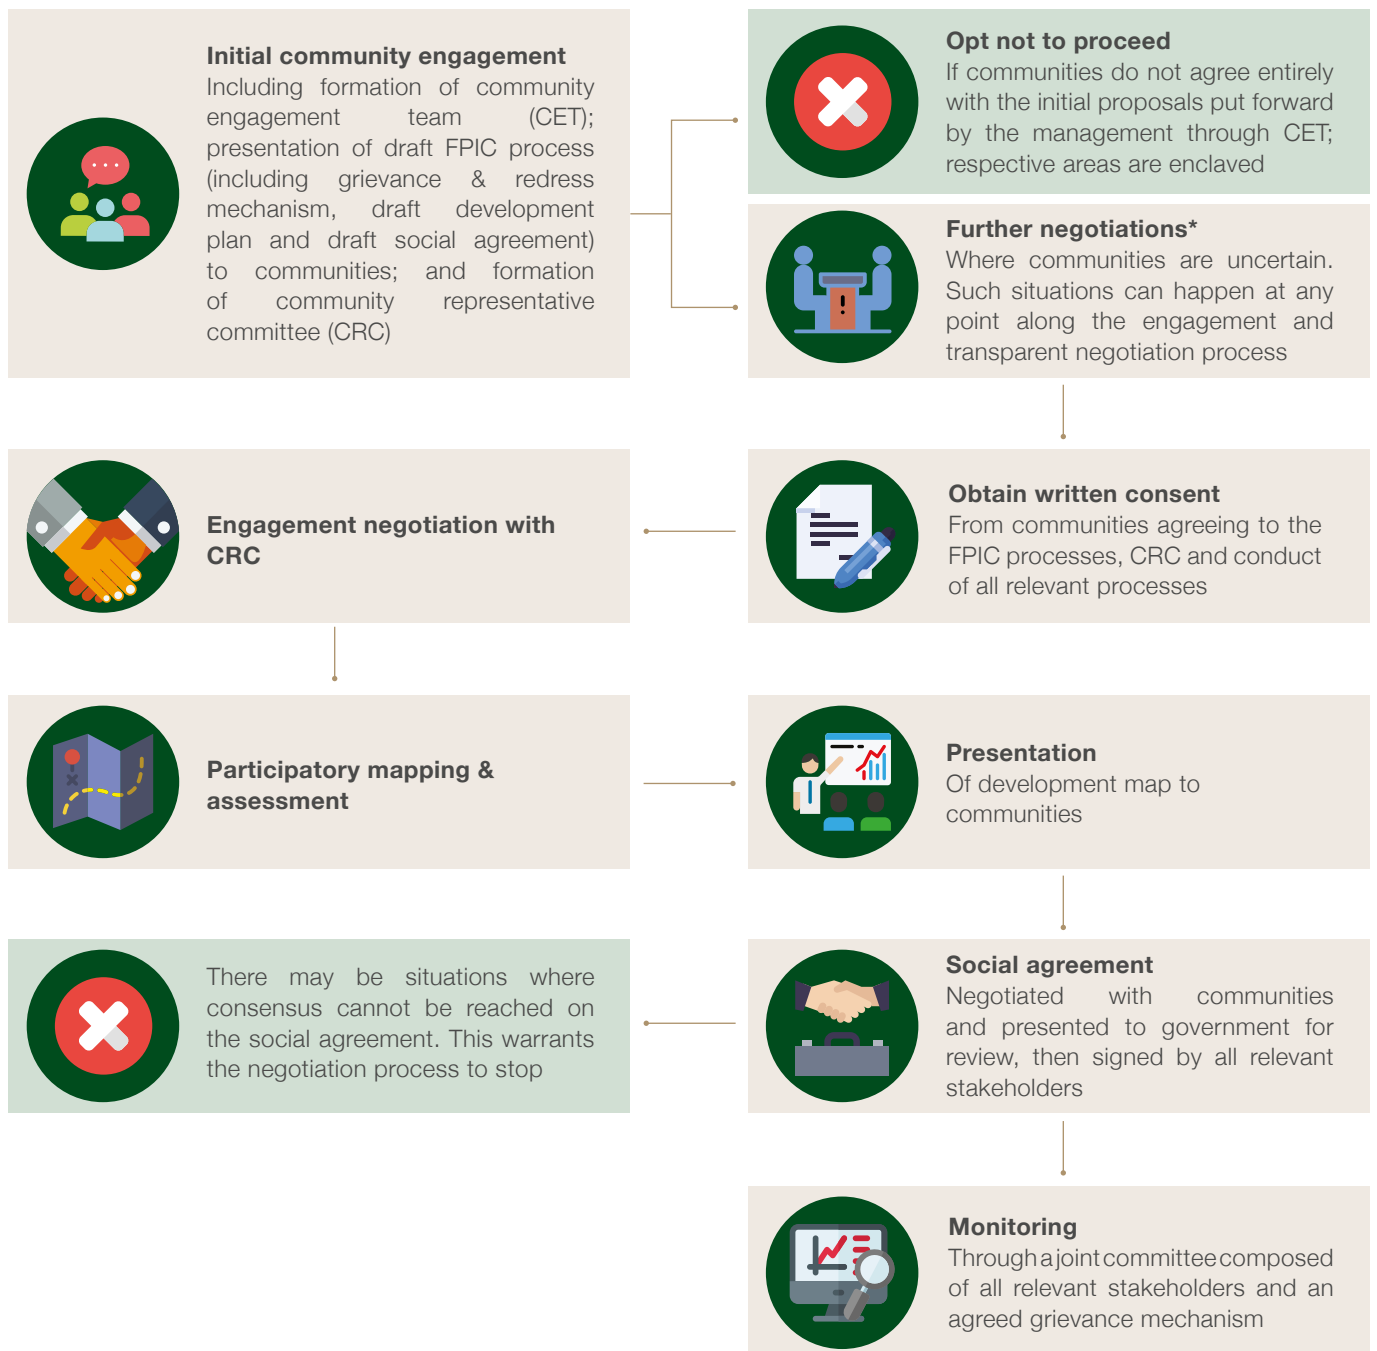 Initial community engagement
Including formation of community
engagement team (CET);
presentation of draft FPIC process
(including grievance & redress
mechanism, draft development
plan and draft social agreement)
to communities; and formation
of community representative
committee (CRC)
Opt not to proceed
If communities do not agree entirely
with the initial proposals put forward
by the management through CET;
respective areas are enclaved
Further negotiations*
Where communities are uncertain.
Such situations can happen at any
point along the engagement and
transparent negotiation process
Obtain written consent
From communities agreeing to the
FPIC processes, CRC and conduct
of all relevant processes
Engagement negotiation with
CRC
Participatory mapping &
assessment
Presentation
Of development map to
communities
Social agreement
Negotiated with communities
and presented to government for
review, then signed by all relevant
stakeholders
There may be situations where
consensus cannot be reached on
the social agreement. This warrants
the negotiation process to stop
Monitoring
Through a joint committee composed
of all relevant stakeholders and an
agreed grievance mechanism